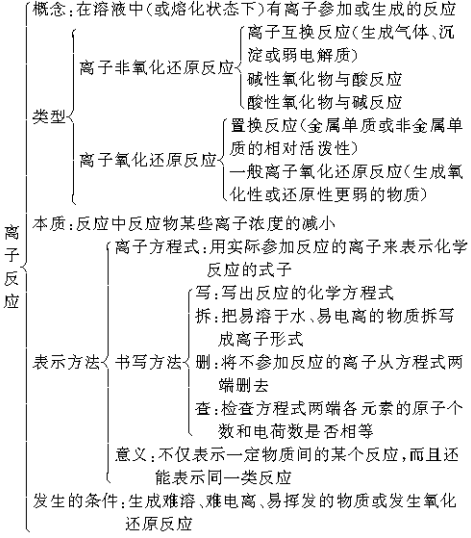 概念:在溶液中(或熔化状态下)有离子参加或生成的反应
离子互换反应(生成气体、沉
淀或弱电解质)
离子非氧化还原反应
碱性氧化物与酸反应
酸性氧化物与碱反应
类型
置换反应(金属单质或非金属单
质的相对活泼性)
离子氧化还原反应
一般离子氧化还原反应(生成氧
化性或还原性更弱的物质)
本质:反应中反应物某些离子浓度的减小
离子反应
离子方程式:用实际参加反应的离子来表示化学
反应的式子
写:写出反应的化学方程式
拆:把易溶于水、易电离的物质拆写
成离子形式
表示方法
书写方法
删:将不参加反应的离子从方程式两
端删去
查:检查方程式两端各元素的原子个
数和电荷数是否相等
意义:不仅表示一定物质间的某个反应,而且还
能表示同一类反应
发生的条件:生成难溶、难电离、易挥发的物质或发生氧化
还原反应